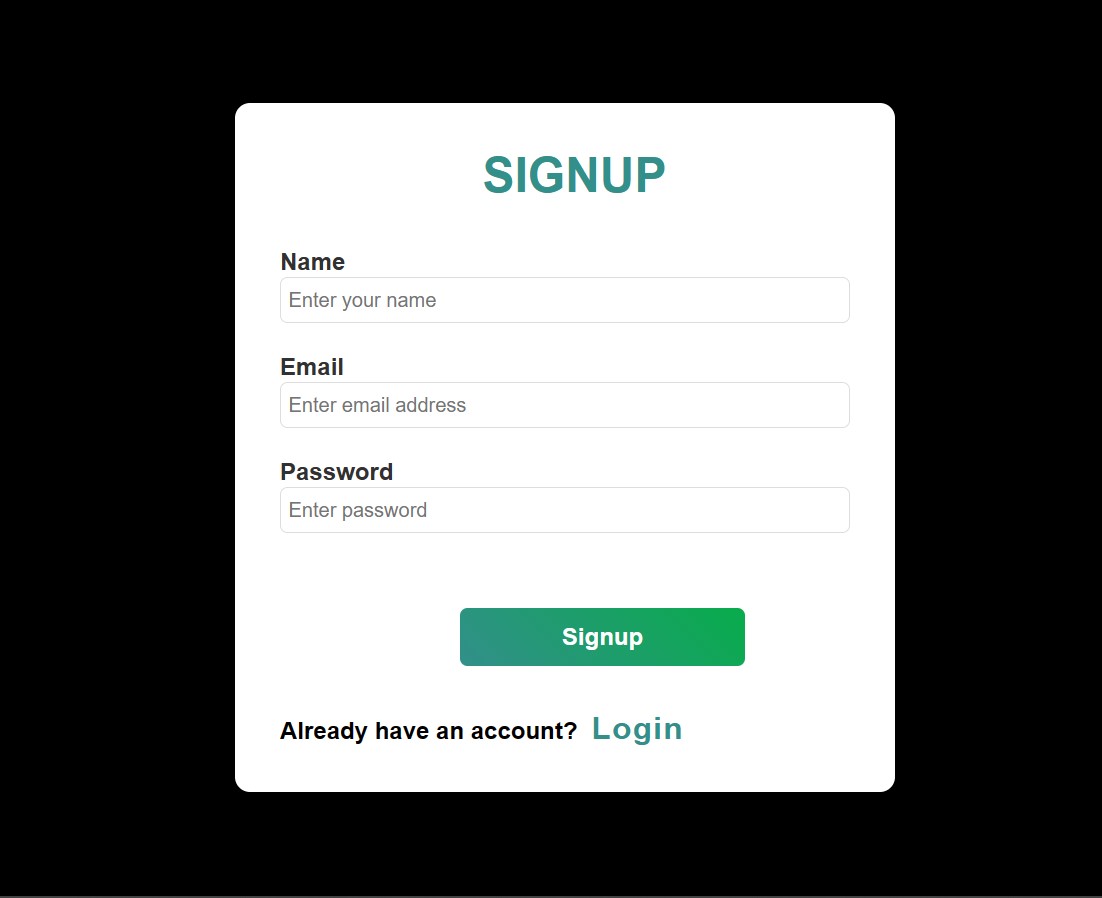 SIGNUP
Name
Enter your name
Email
Enter email address
Password
Enter password
Signup
Already have an account? Login